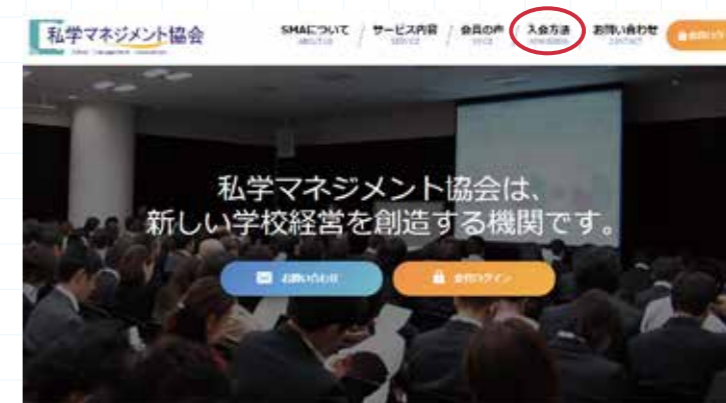 私学マネジメント協会
SMAについて / サービス内容 / 会員の声 / 入会方法 お問い合わせ
私学マネジメント協会は、
新しい学校経営を創造する機関です。
お問い合わせ
会員ログイン